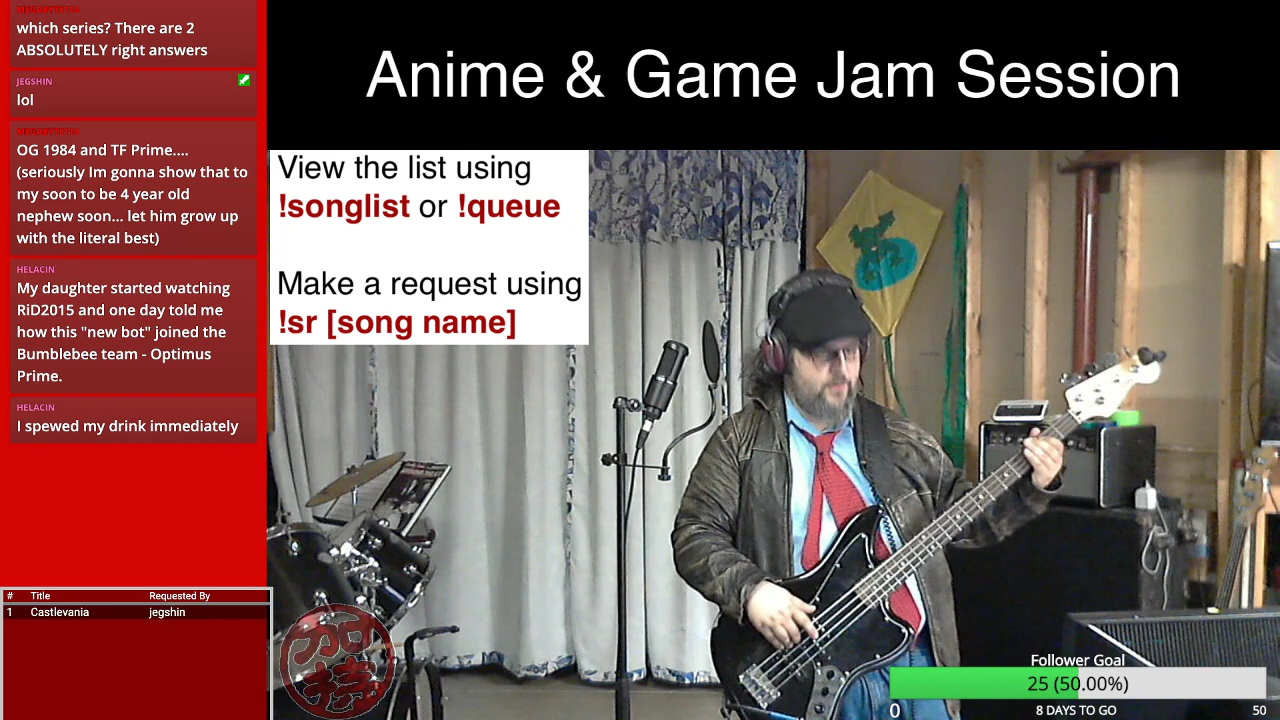 which series? There are 2
ABSOLUTELY right answers
JEGSHIN
lol
OG 1984 and TF Prime....
(seriously Im gonna show that to
my soon to be 4 year old
nephew soon... let him grow up
with the literal best)
HELACIN
My daughter started watching
RiD2015 and one day told me
how this "new bot" joined the
Bumblebee team - Optimus
Prime.
HELACIN
I spewed my drink immediately
# Title Requested By
1 Castlevania jegshin
Anime & Game Jam Session
View the list using
!songlist or !queue
Make a request using
!sr [song name]
Follower Goal
25 (50.00%)
0 8 DAYS TO GO 50